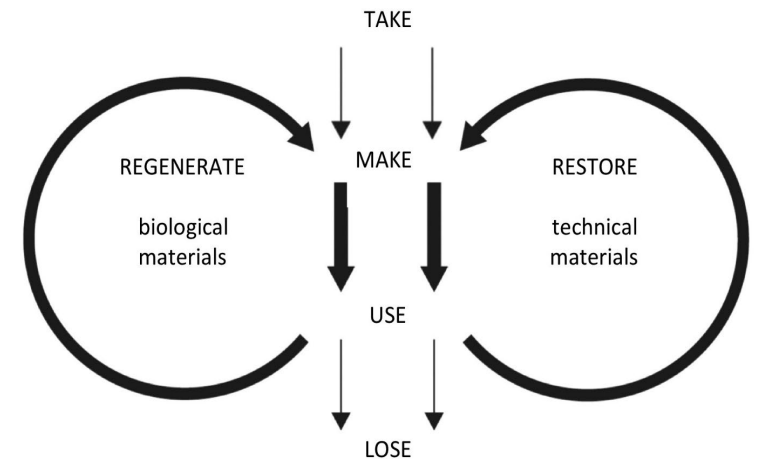 TAKE
MAKE
REGENERATE
biological
materials
RESTORE
technical
materials
USE
LOSE